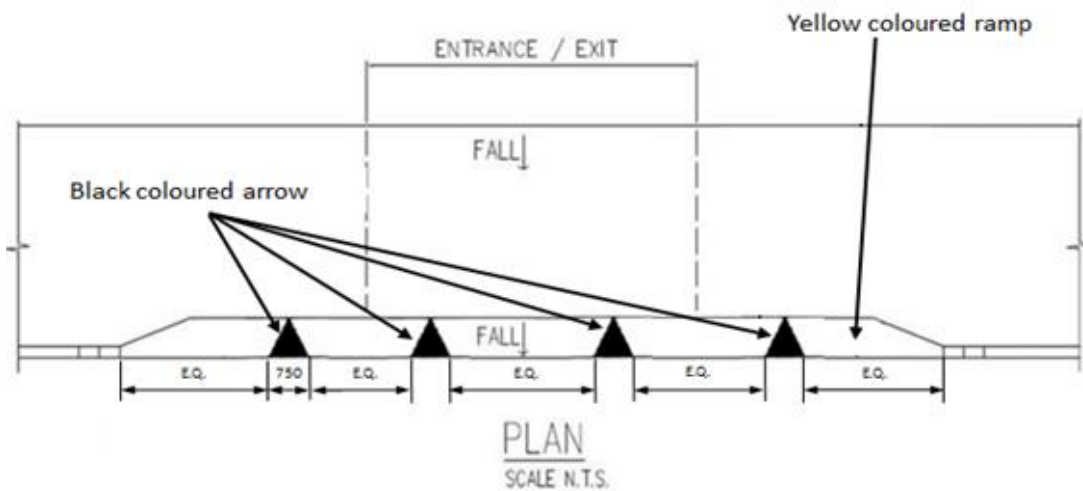 Yellow coloured ramp
ENTRANCE / EXIT
FALL
Black coloured arrow
FALL
E.Q. 750 E.Q. E.Q. E.Q. E.Q.
PLAN
SCALE N.T.S.